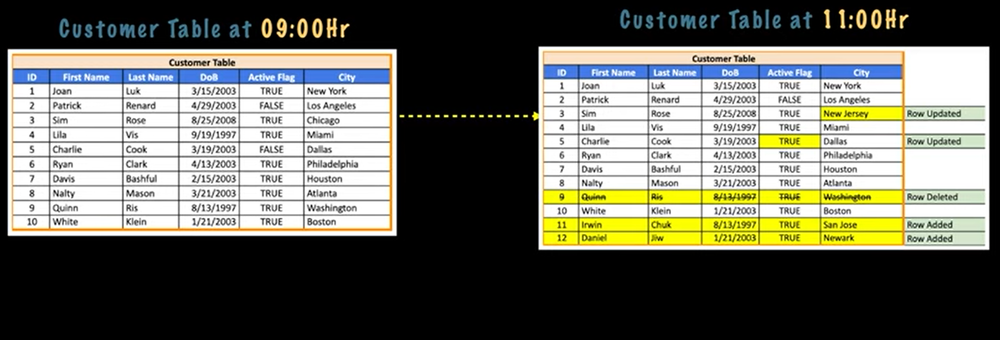 Customer Table at 09:00Hr
Customer Table
ID First Name Last Name DoB Active Flag City
1 Joan Luk 3/15/2003 TRUE New York
2 Patrick Renard 4/29/2003 FALSE Los Angeles
3 Sim Rose 8/25/2008 TRUE Chicago
4 Lila Vis 9/19/1997 TRUE Miami
5 Charlie Cook 3/19/2003 FALSE Dallas
6 Ryan Clark 4/13/2003 TRUE Philadelphia
7 Davis Bashful 2/15/2003 TRUE Houston
8 Nalty Mason 3/21/2003 TRUE Atlanta
9 Quinn Ris 8/13/1997 TRUE Washington
10 White Klein 1/21/2003 TRUE Boston
Customer Table at 11:00Hr
Customer Table
ID First Name Last Name DoB Active Flag City
1 Joan Luk 3/15/2003 TRUE New York
2 Patrick Renard 4/29/2003 FALSE Los Angeles
3 Sim Rose 8/25/2008 TRUE New Jersey Row Updated
4 Lila Vis 9/19/1997 TRUE Miami
5 Charlie Cook 3/19/2003 TRUE Dallas Row Updated
6 Ryan Clark 4/13/2003 TRUE Philadelphia
7 Davis Bashful 2/15/2003 TRUE Houston
8 Nalty Mason 3/21/2003 TRUE Atlanta
9 Quinn Ris 8/13/1997 TRUE Washington Row Deleted
10 White Klein 1/21/2003 TRUE Boston
11 Irwin Chuk 8/13/1997 TRUE San Jose Row Added
12 Daniel Jiw 1/21/2003 TRUE Newark Row Added